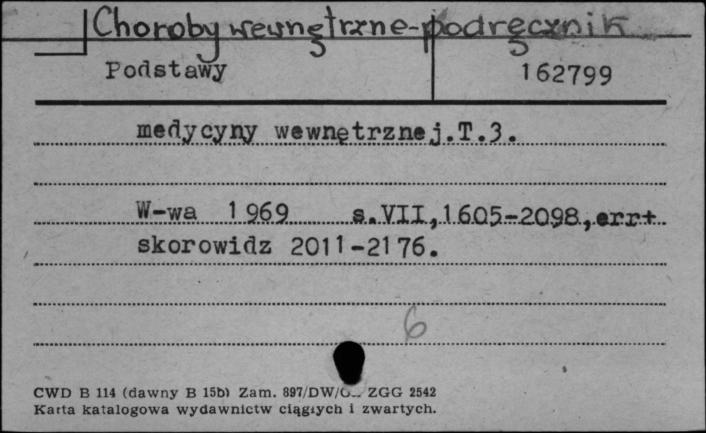 Choroby wewnętrzne-podręcznik
Podstawy 162799
medycyny wewnętrznej.T.3.
W-wa 1969 s.VII,1605-2098,err+
skorowidz 2011-2176.
6
CWD B 114 (dawny B 15b) Zam. 897/DW/ ZGG 2542
Karta katalogowa wydawnictw ciągłych i zwartych.